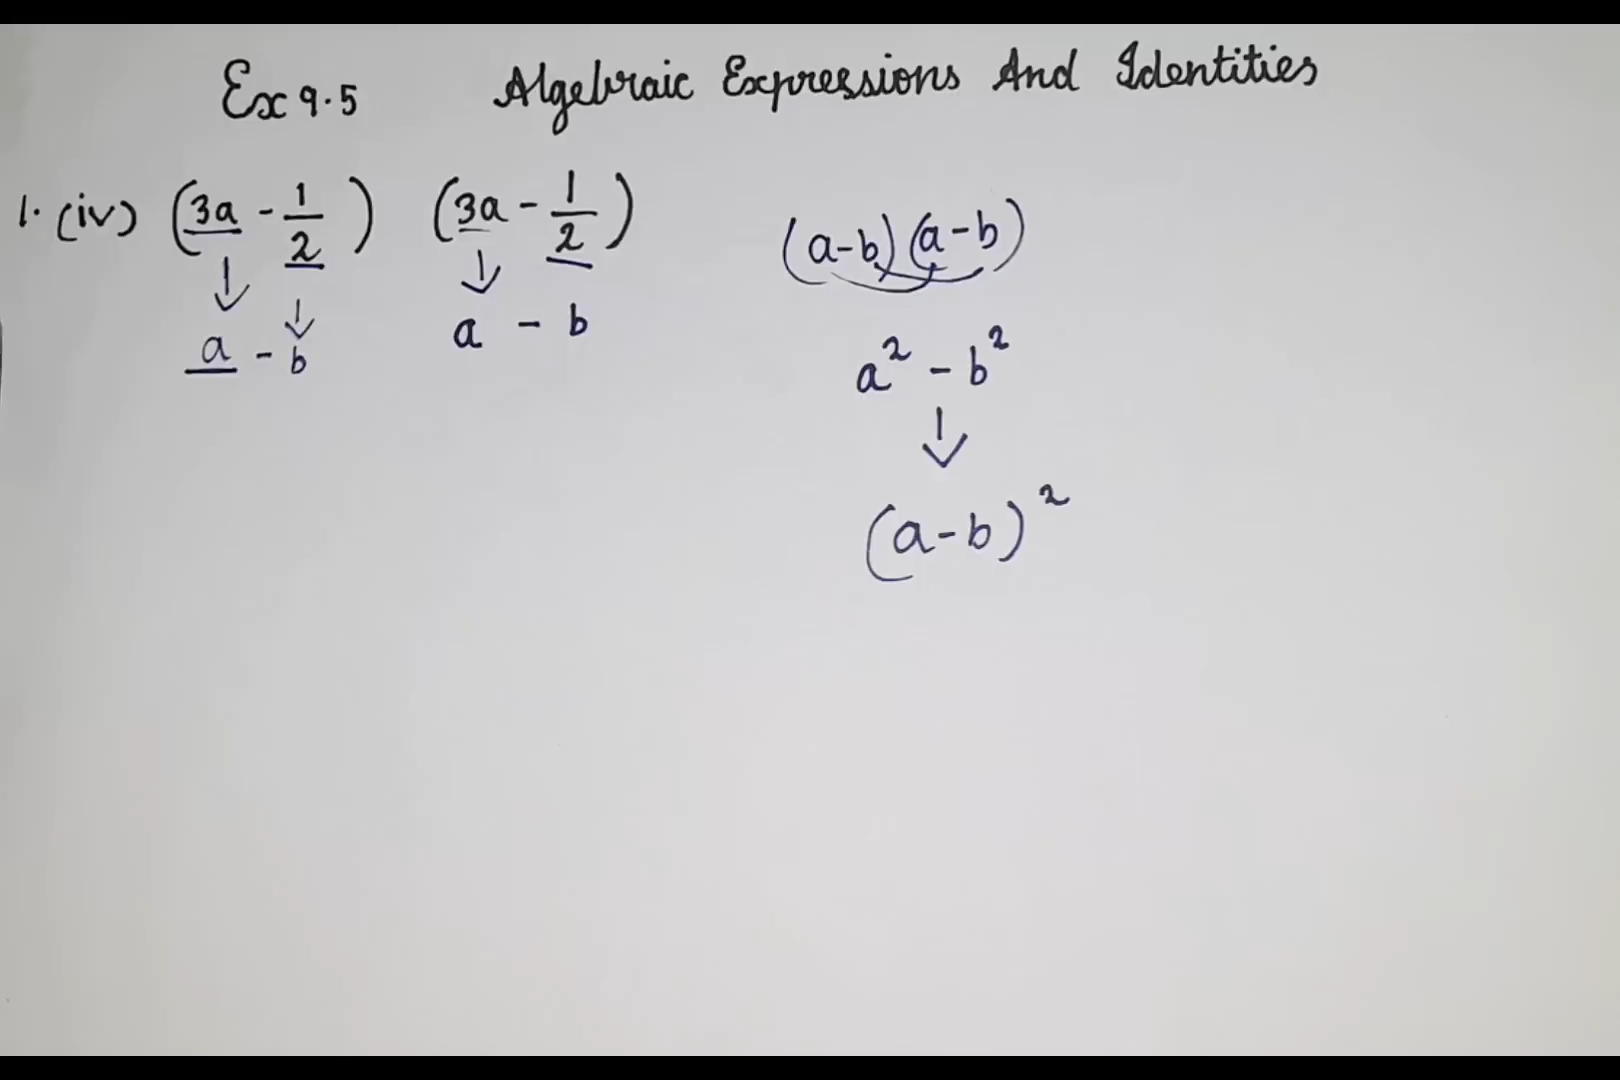 Ex 9.5 Algebraic Expressions And Identities
1. (iv) (3a - 1/2) (3a - 1/2)
↓ ↓ ↓
a - b a - b
(a-b)(a-b)
a² - b²
↓
(a-b)²